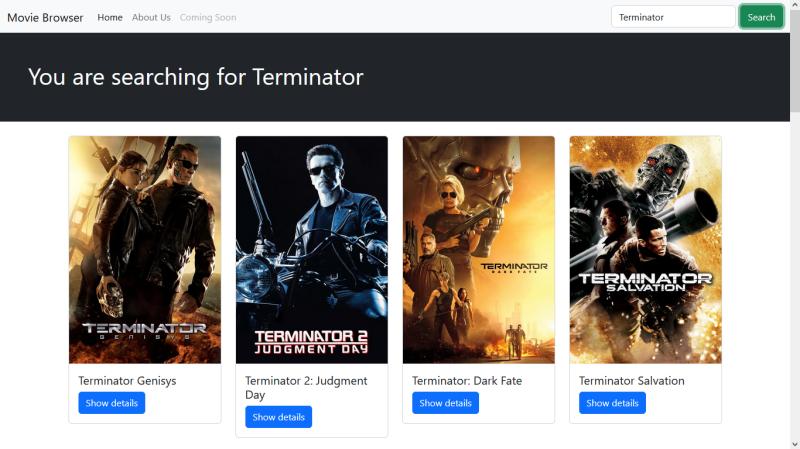 Movie Browser Home About Us Coming Soon Terminator Search
You are searching for Terminator
TERMINATOR
GENISYS
TERMINATOR 2
JUDGMENT DAY
TERMINATOR
DARK FATE
TERMINATOR
SALVATION
Terminator Genisys
Show details
Terminator 2: Judgment
Day
Show details
Terminator: Dark Fate
Show details
Terminator Salvation
Show details